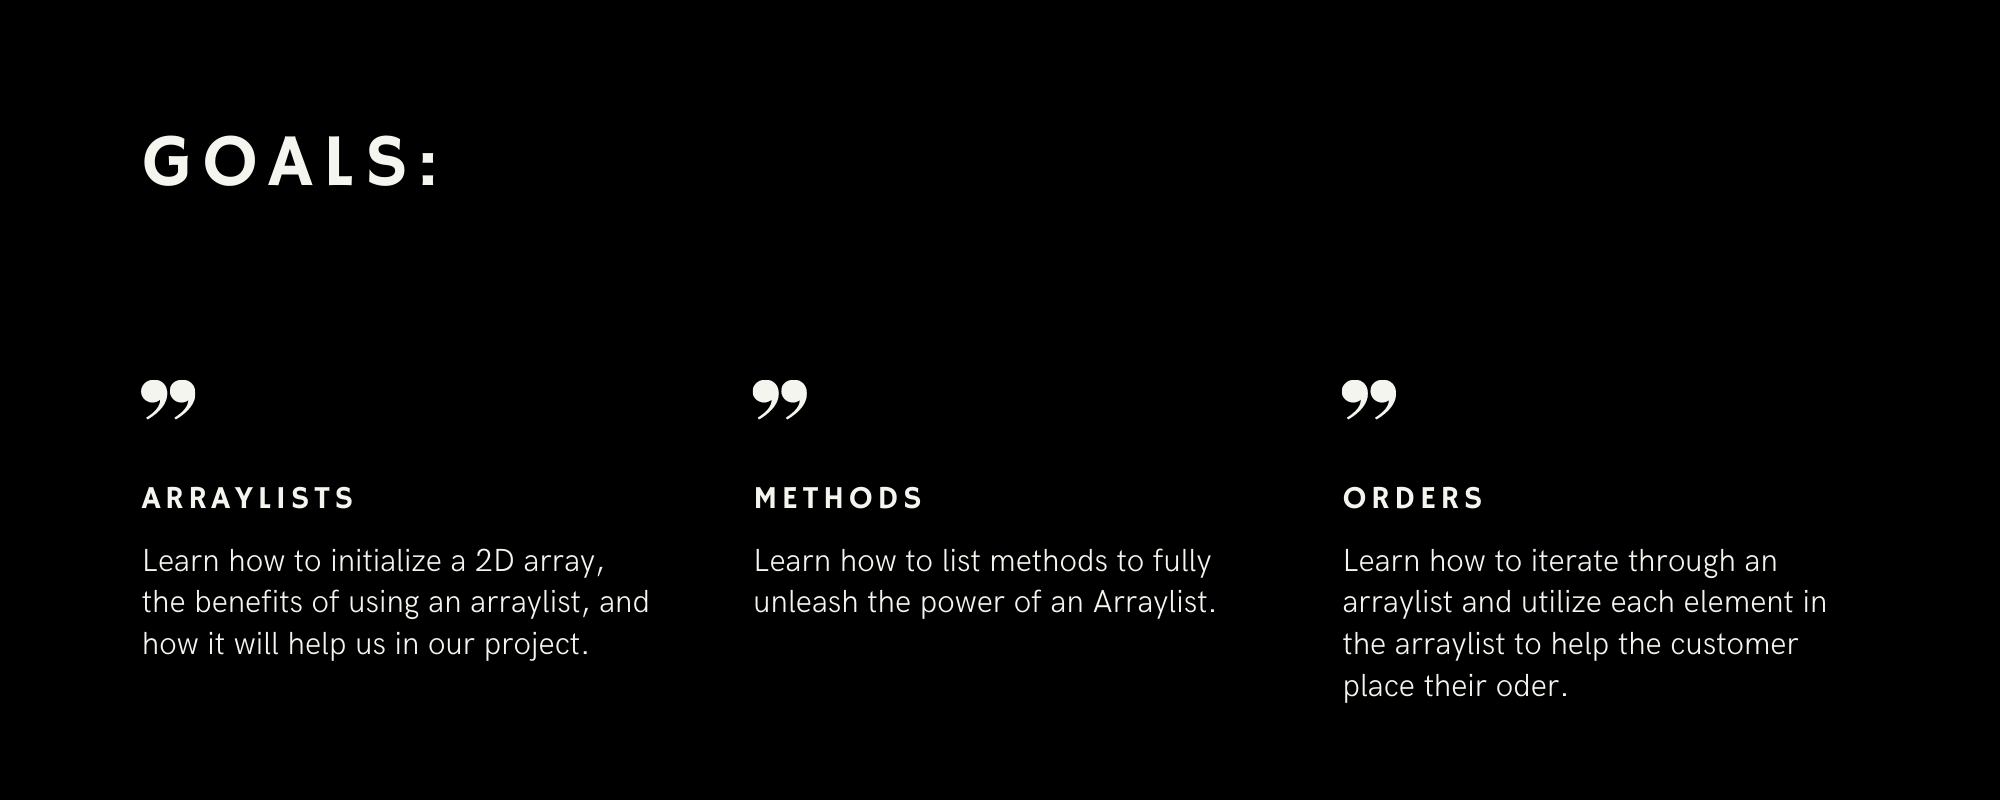 GOALS:
”
ARRAYLISTS
Learn how to initialize a 2D array,
the benefits of using an arraylist, and
how it will help us in our project.
”
METHODS
Learn how to list methods to fully
unleash the power of an Arraylist.
”
ORDERS
Learn how to iterate through an
arraylist and utilize each element in
the arraylist to help the customer
place their oder.